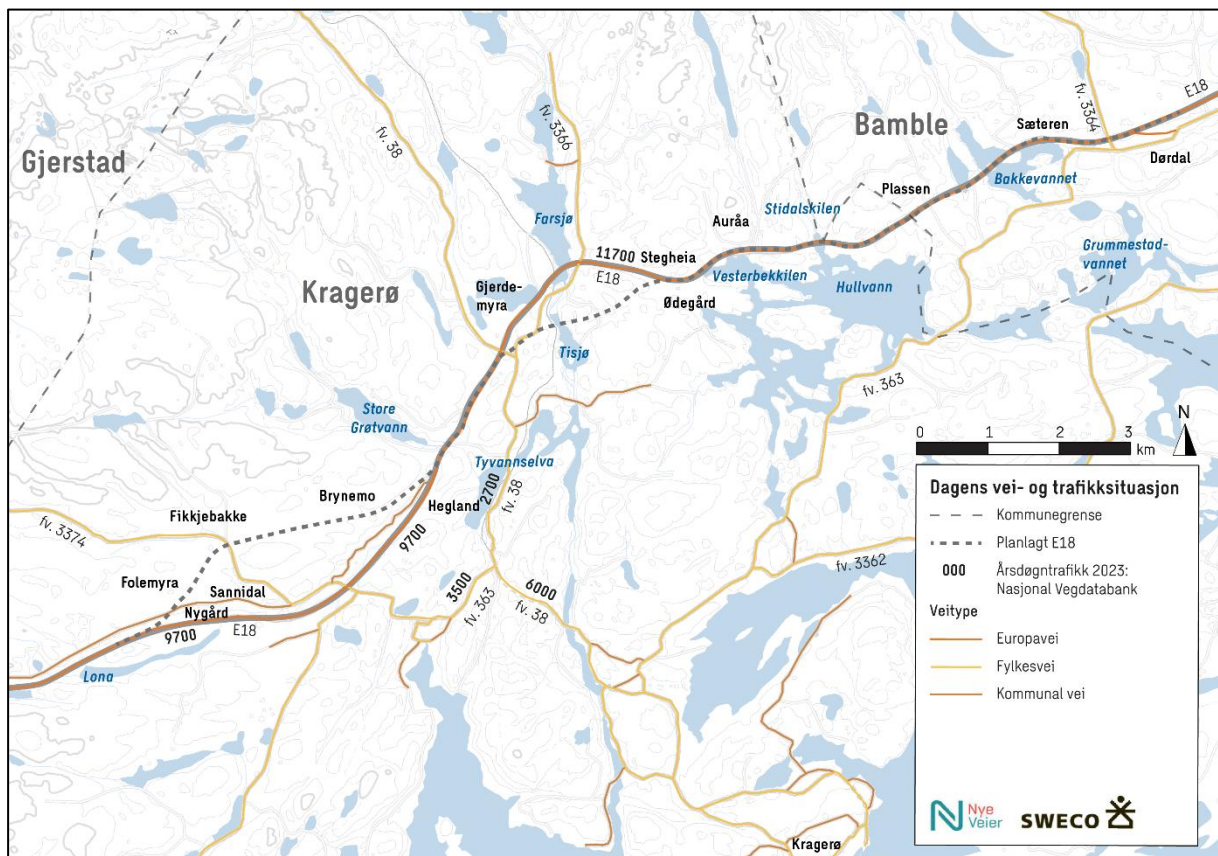 Gjerstad
Kragerø
Bamble
fv. 38
fv. 3366
fv. 3364
E18
Sæteren
Dørdal
Bakkevannet
Plassen
Stidalskilen
Auråa
Farsjø
11700 Stegheia
E18
Vesterbekkilen
Hullvann
Grummestad-
vannet
Gjerde-
myra
Ødegård
Tisjø
fv. 363
Store
Grøtvann
Tyvannselva
Brynemo
Hegland
2700
fv. 38
9700
Fikkjebakke
fv. 3374
Folemyra
Sannidal
Nygård
9700
E18
Lona
3500
fv. 363
6000
fv. 38
fv. 3362
Kragerø
0 1 2 3
km
N
Dagens vei- og trafikksituasjon
Kommunegrense
Planlagt E18
000 Årsdøgntrafikk 2023:
Nasjonal Vegdatabank
Veitype
Europavei
Fylkesvei
Kommunal vei
Nye
Veier
SWECO